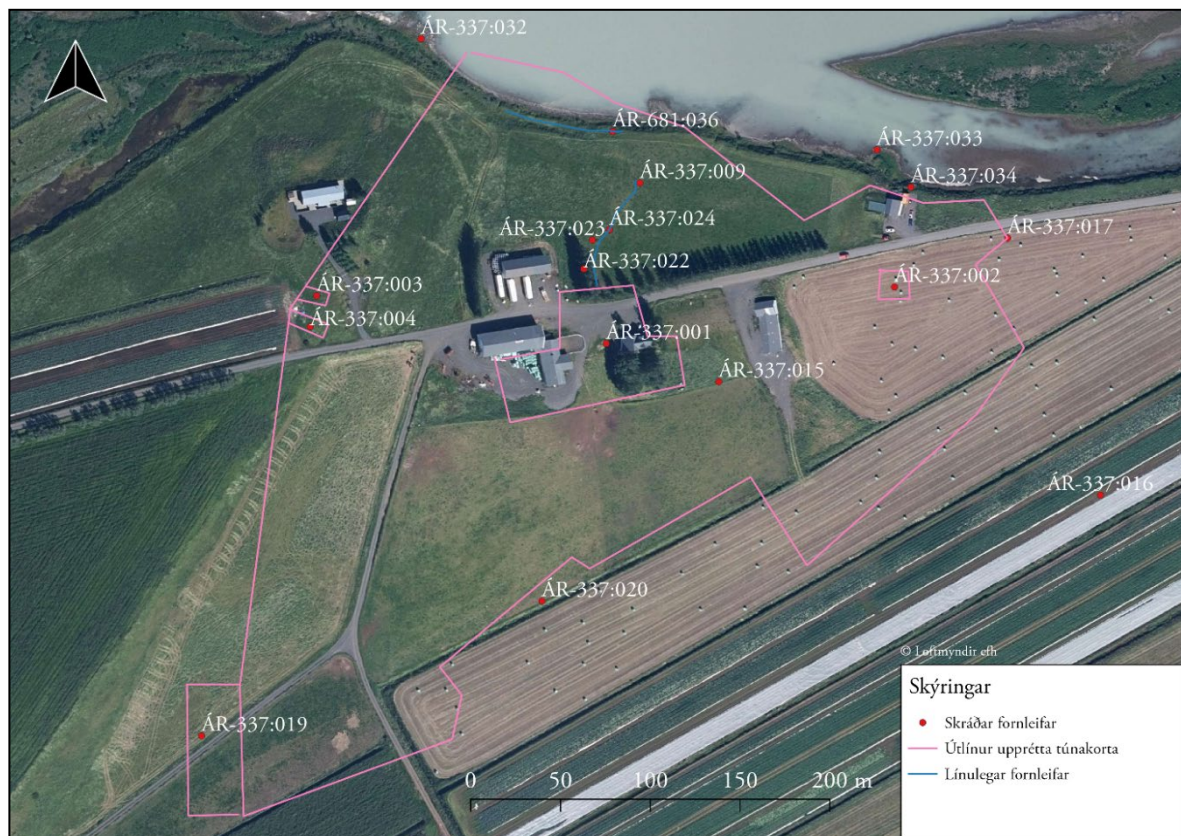 ÁR-337:032
ÁR-681:036
ÁR-337:033
ÁR-337:009
ÁR-337:034
ÁR-337:024
ÁR-337:023
ÁR-337:017
ÁR-337:022
ÁR-337:002
ÁR-337:003
ÁR-337:004
ÁR-337:001
ÁR-337:015
ÁR-337:016
ÁR-337:020
ÁR-337:019
© Loftmyndir ehf
Skýringar
Skráðar fornleifar
Útlínur upprétta túnakorta
Línulegar fornleifar
0 50 100 200 m